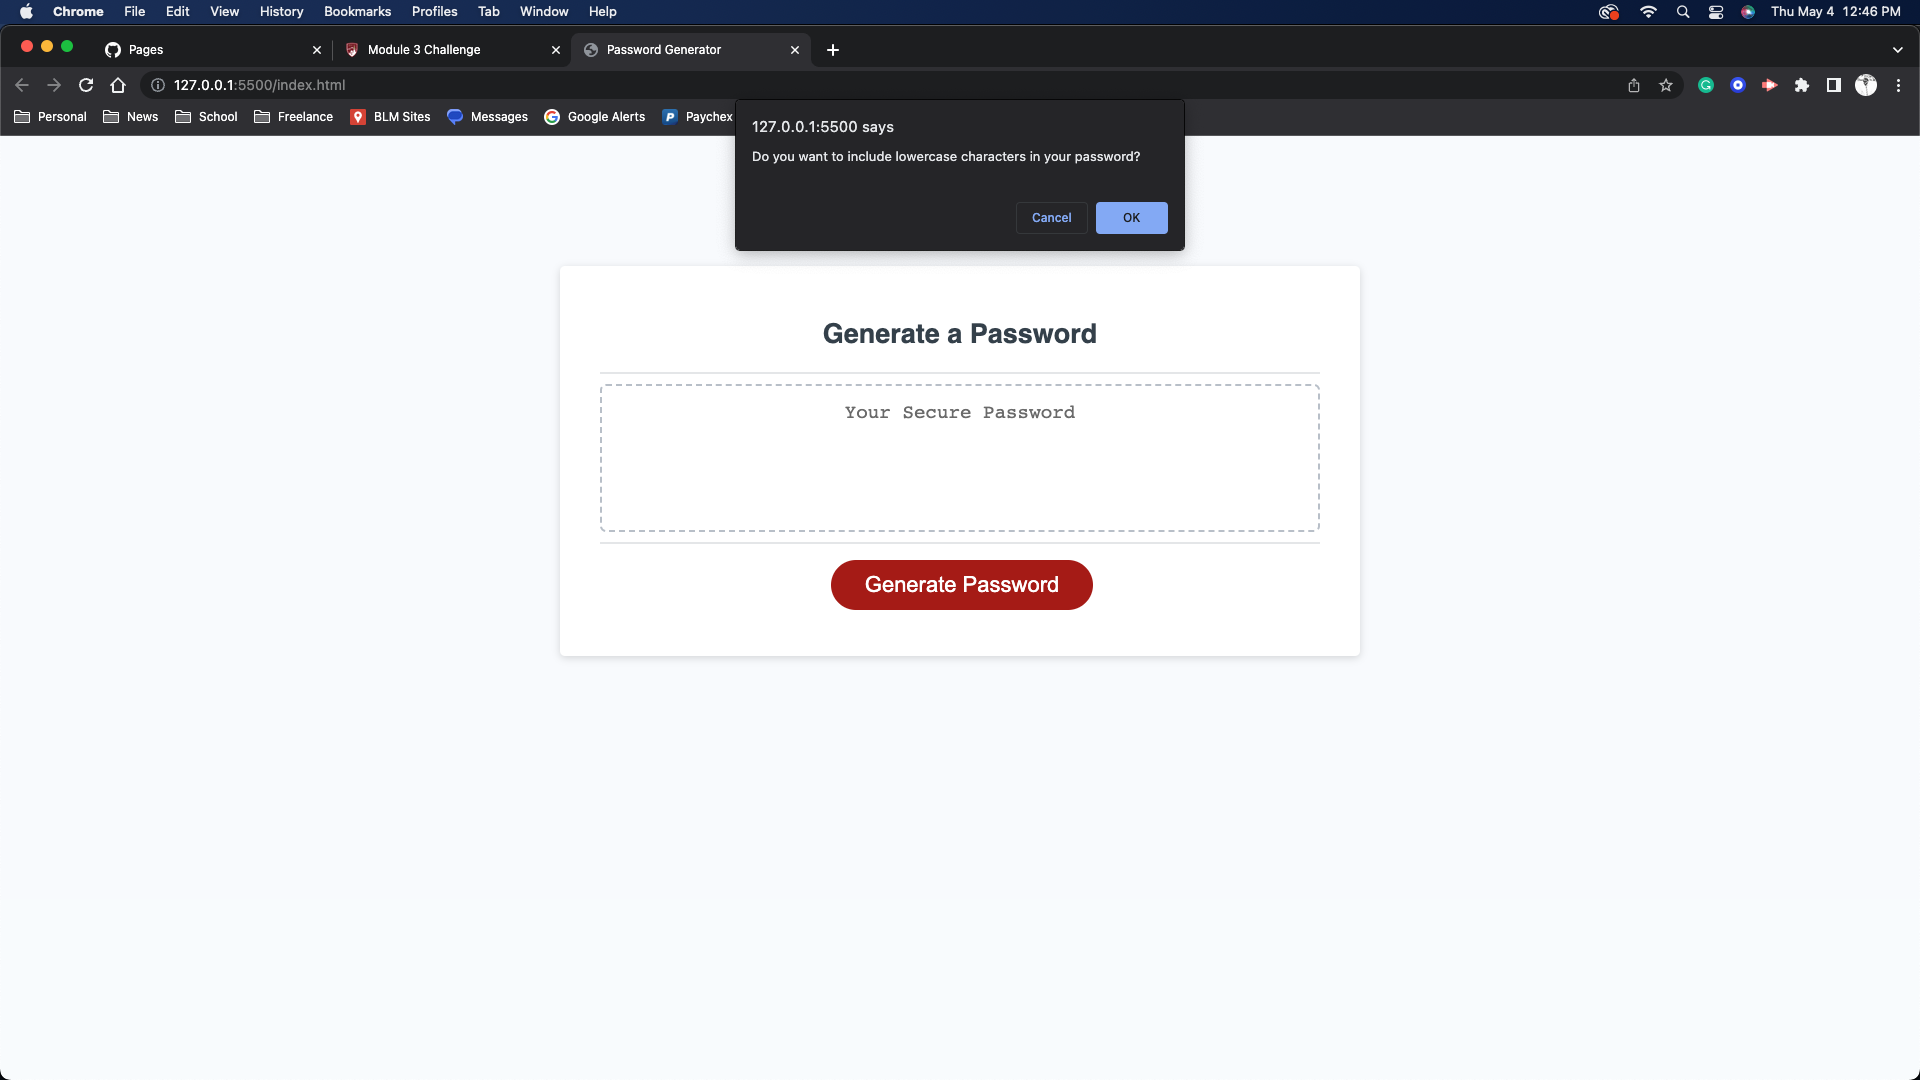 Chrome File Edit View History Bookmarks Profiles Tab Window Help Thu May 4 12:46 PM
Pages Module 3 Challenge Password Generator
127.0.0.1:5500/index.html
Personal News School Freelance BLM Sites Messages Google Alerts Paychex
127.0.0.1:5500 says
Do you want to include lowercase characters in your password?
Cancel OK
Generate a Password
Your Secure Password
Generate Password